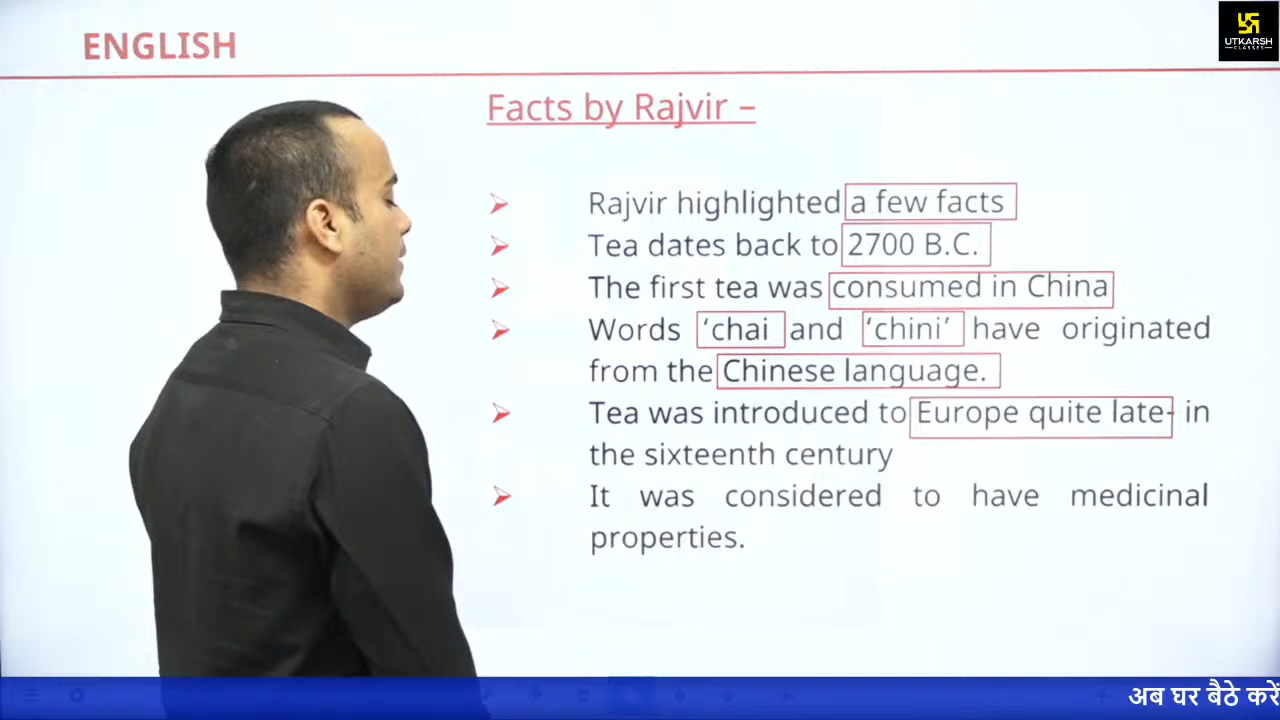 ENGLISH
UTKARSH
CLASSES
Facts by Rajvir –
Rajvir highlighted a few facts
Tea dates back to 2700 B.C.
The first tea was consumed in China
Words ‘chai and ‘chini’ have originated
from the Chinese language.
Tea was introduced to Europe quite late- in
the sixteenth century
It was considered to have medicinal
properties.
अब घर बैठे करें